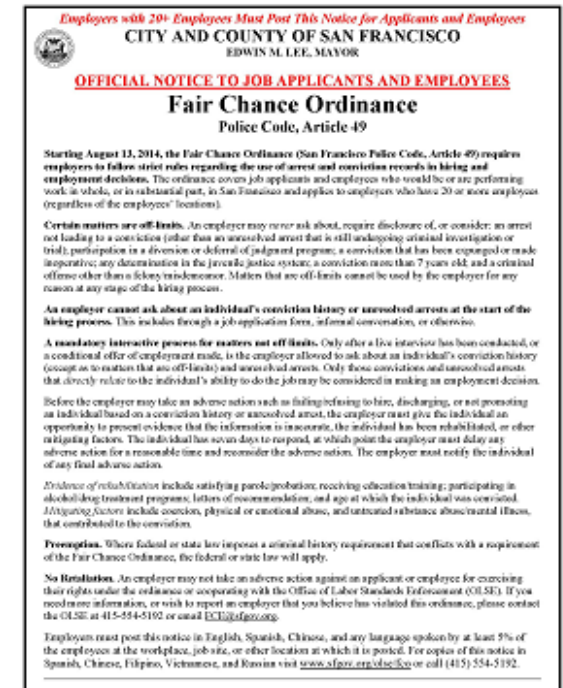 Employers with 20+ Employees Must Post This Notice for Applicants and Employees
CITY AND COUNTY OF SAN FRANCISCO
EDWIN M. LEE, MAYOR
OFFICIAL NOTICE TO JOB APPLICANTS AND EMPLOYEES
Fair Chance Ordinance
Police Code, Article 49
Starting August 13, 2014, the Fair Chance Ordinance (San Francisco Police Code, Article 49) requires
employers to follow strict rules regarding the use of arrest and conviction records in hiring and
employment decisions. The ordinance covers job applicants and employees who would be or are performing
work in whole, or in substantial part, in San Francisco and applies to employers who have 20 or more employees
(regardless of the employees' locations).
Certain matters are off-limits. An employer may never ask about, require disclosure of, or consider: an arrest
not leading to a conviction (other than an unresolved arrest that is still undergoing criminal investigation or
trial); participation in a diversion or deferral of judgment program; a conviction that has been expunged or made
inoperative; any determination in the juvenile justice system; a conviction more than 7 years old; and a criminal
offense other than a felony/misdemeanor. Matters that are off-limits cannot be used by the employer for any
reason at any stage of the hiring process.
An employer cannot ask about an individual's conviction history or unresolved arrests at the start of the
hiring process. This includes through a job application form, informal conversation, or otherwise.
A mandatory interactive process for matters not off-limits. Only after a live interview has been conducted, or
a conditional offer of employment made, is the employer allowed to ask about an individual's conviction history
(except as to matters that are off-limits) and unresolved arrests. Only those convictions and unresolved arrests
that directly relate to the individual's ability to do the job may be considered in making an employment decision.
Before the employer may take an adverse action such as failing/refusing to hire, discharging, or not promoting
an individual based on a conviction history or unresolved arrest, the employer must give the individual an
opportunity to present evidence that the information is inaccurate, the individual has been rehabilitated, or other
mitigating factors. The individual has seven days to respond, at which point the employer must delay any
adverse action for a reasonable time and reconsider the adverse action. The employer must notify the individual
of any final adverse action.
Evidence of rehabilitation include satisfying parole/probation; receiving education/training; participating in
alcohol/drug treatment programs; letters of recommendation; and age at which the individual was convicted.
Mitigating factors include coercion, physical or emotional abuse, and untreated substance abuse/mental illness,
that contributed to the conviction.
Preemption. Where federal or state law imposes a criminal history requirement that conflicts with a requirement
of the Fair Chance Ordinance, the federal or state law will apply.
No Retaliation. An employer may not take an adverse action against an applicant or employee for exercising
their rights under the ordinance or cooperating with the Office of Labor Standards Enforcement (OLSE). If you
need more information, or wish to report an employer that you believe has violated this ordinance, please contact
the OLSE at 415-554-5192 or email FCE@sfgov.org.
Employers must post this notice in English, Spanish, Chinese, and any language spoken by at least 5% of
the employees at the workplace, job site, or other location at which it is posted. For copies of this notice in
Spanish, Chinese, Filipino, Vietnamese, and Russian visit www.sfgov.org/olse/fco or call (415) 554-5192.